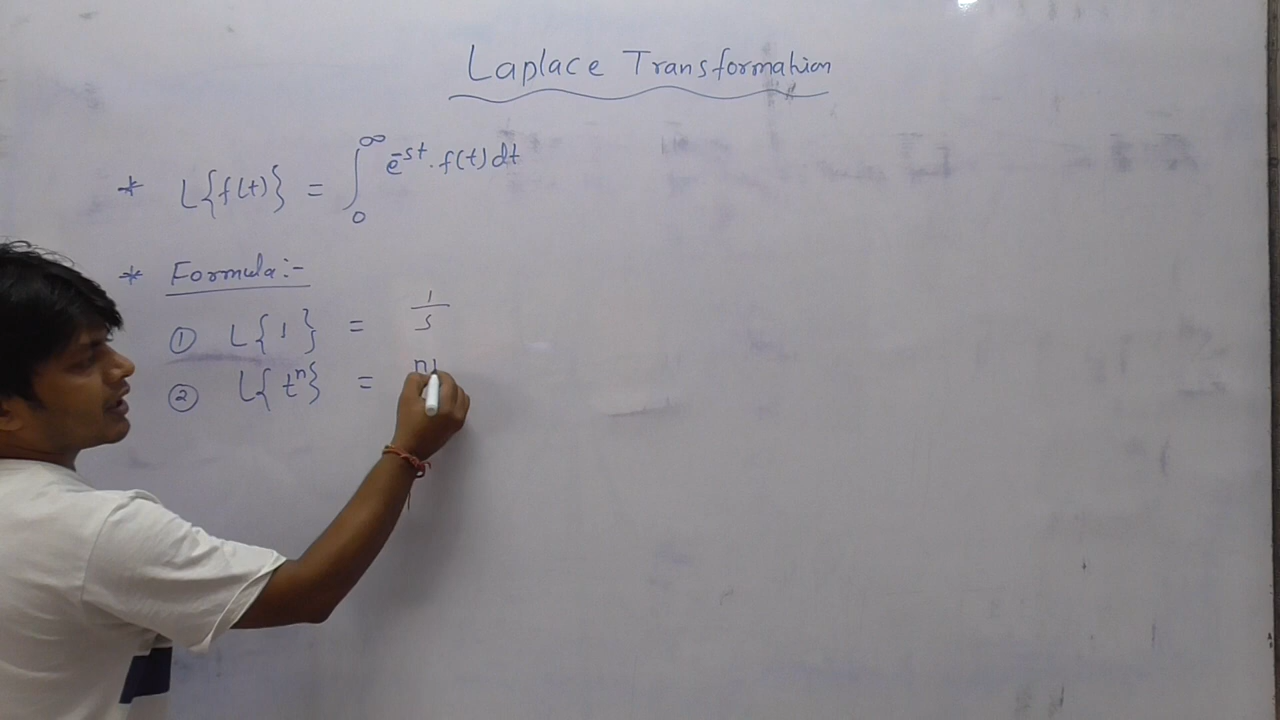 Laplace Transformation
* L{f(t)} = ∫₀^∞ e^-st . f(t) dt
* Formula:-
① L{1} = 1/s
② L{t^n} = n!